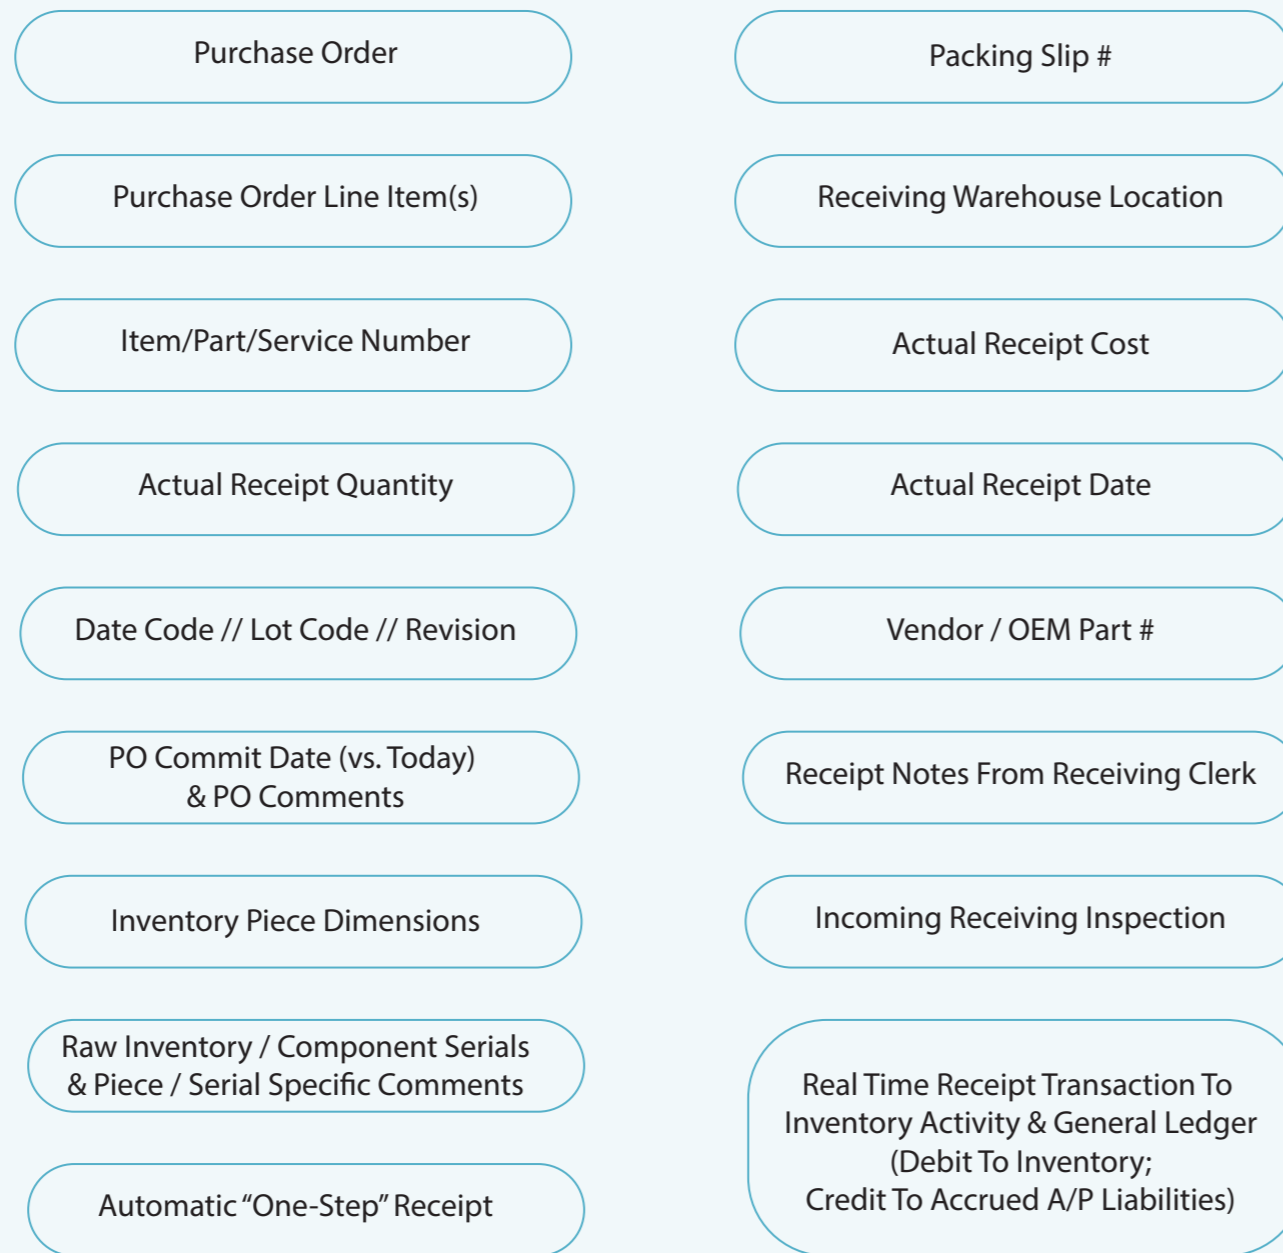 Purchase Order
Packing Slip #
Purchase Order Line Item(s)
Receiving Warehouse Location
Item/Part/Service Number
Actual Receipt Cost
Actual Receipt Quantity
Actual Receipt Date
Date Code // Lot Code // Revision
Vendor / OEM Part #
PO Commit Date (vs. Today)
& PO Comments
Receipt Notes From Receiving Clerk
Inventory Piece Dimensions
Incoming Receiving Inspection
Raw Inventory / Component Serials
& Piece / Serial Specific Comments
Real Time Receipt Transaction To
Inventory Activity & General Ledger
(Debit To Inventory;
Credit To Accrued A/P Liabilities)
Automatic “One-Step” Receipt